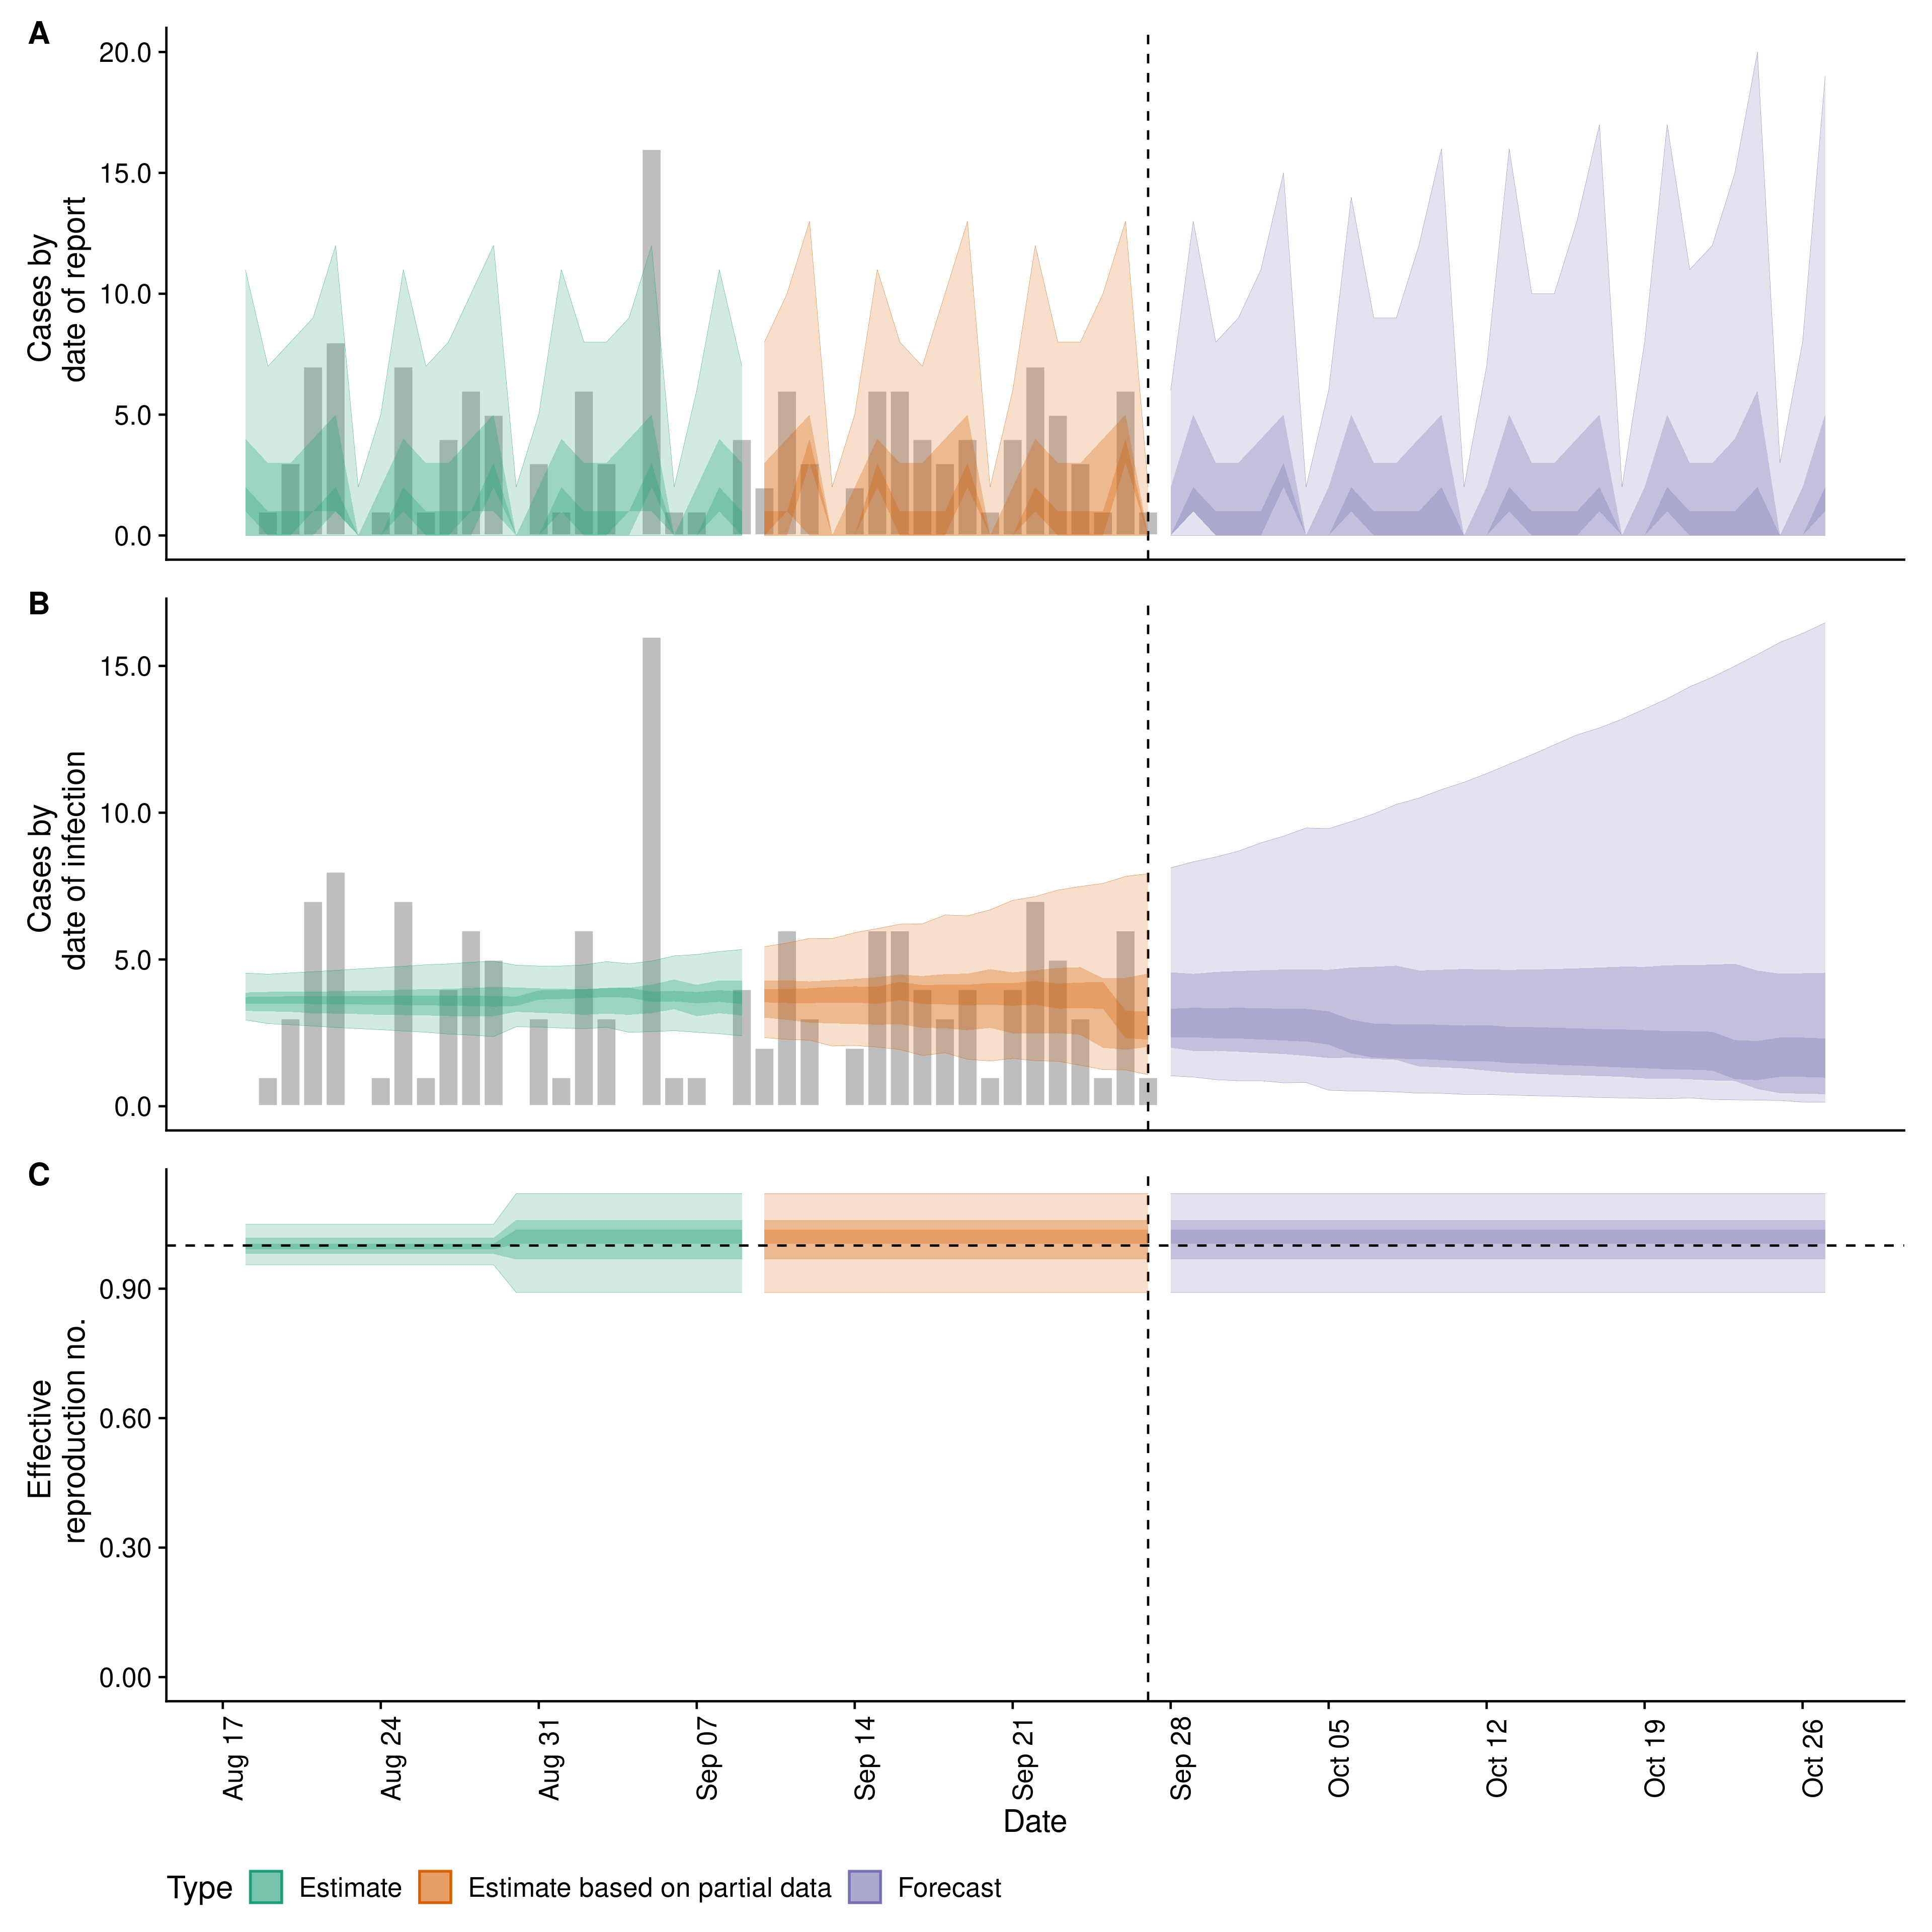 A
20.0
15.0
10.0
5.0
0.0
Cases by
date of report
B
15.0
10.0
5.0
0.0
Cases by
date of infection
C
0.90
0.60
0.30
0.00
Effective
reproduction no.
Aug 17
Aug 24
Aug 31
Sep 07
Sep 14
Sep 21
Sep 28
Oct 05
Oct 12
Oct 19
Oct 26
Date
Type
Estimate
Estimate based on partial data
Forecast